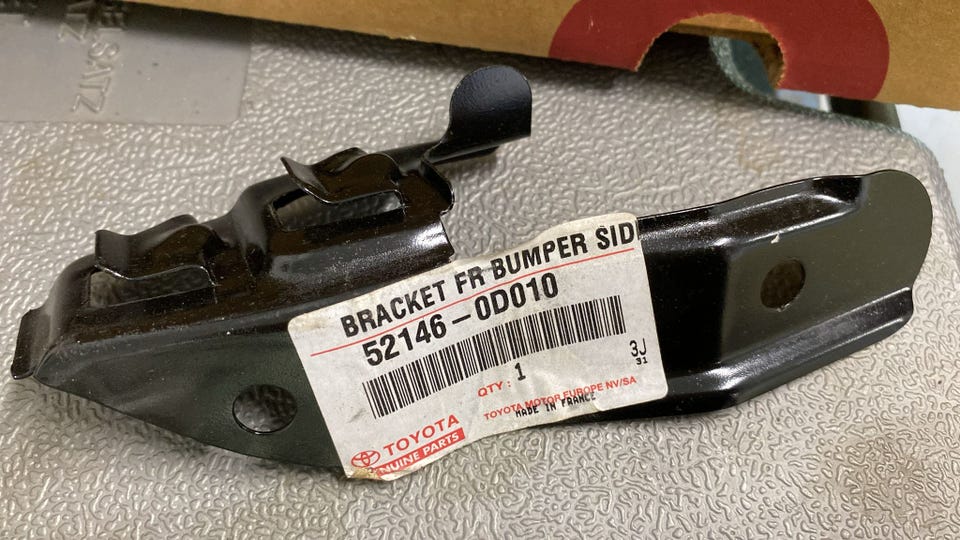 BRACKET FR BUMPER SID
52146-0D010
QTY : 1
3J
31
TOYOTA MOTOR EUROPE NV/SA
MADE IN FRANCE
TOYOTA
NUINE PARTS